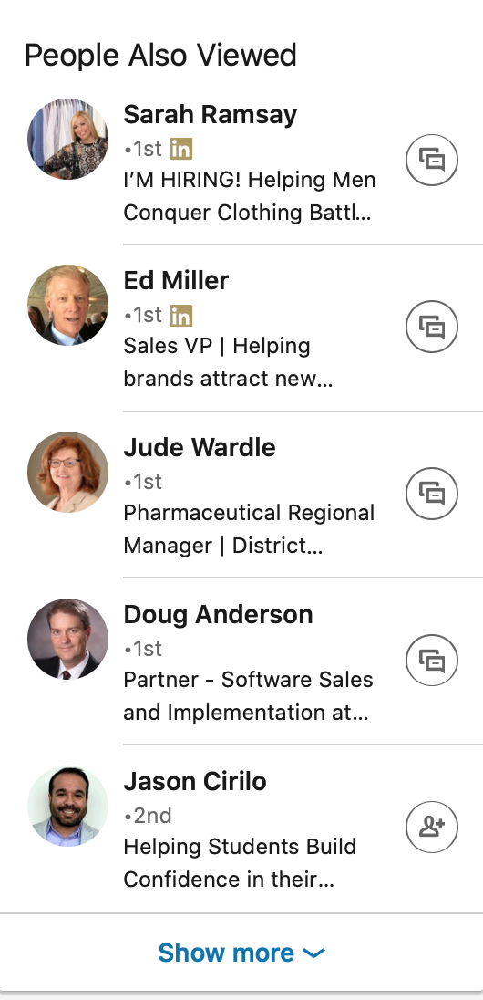 People Also Viewed
Sarah Ramsay
•1st in
I’M HIRING! Helping Men
Conquer Clothing Battl...
Ed Miller
•1st in
Sales VP | Helping
brands attract new...
Jude Wardle
•1st
Pharmaceutical Regional
Manager | District...
Doug Anderson
•1st
Partner - Software Sales
and Implementation at...
Jason Cirilo
•2nd
Helping Students Build
Confidence in their...
Show more